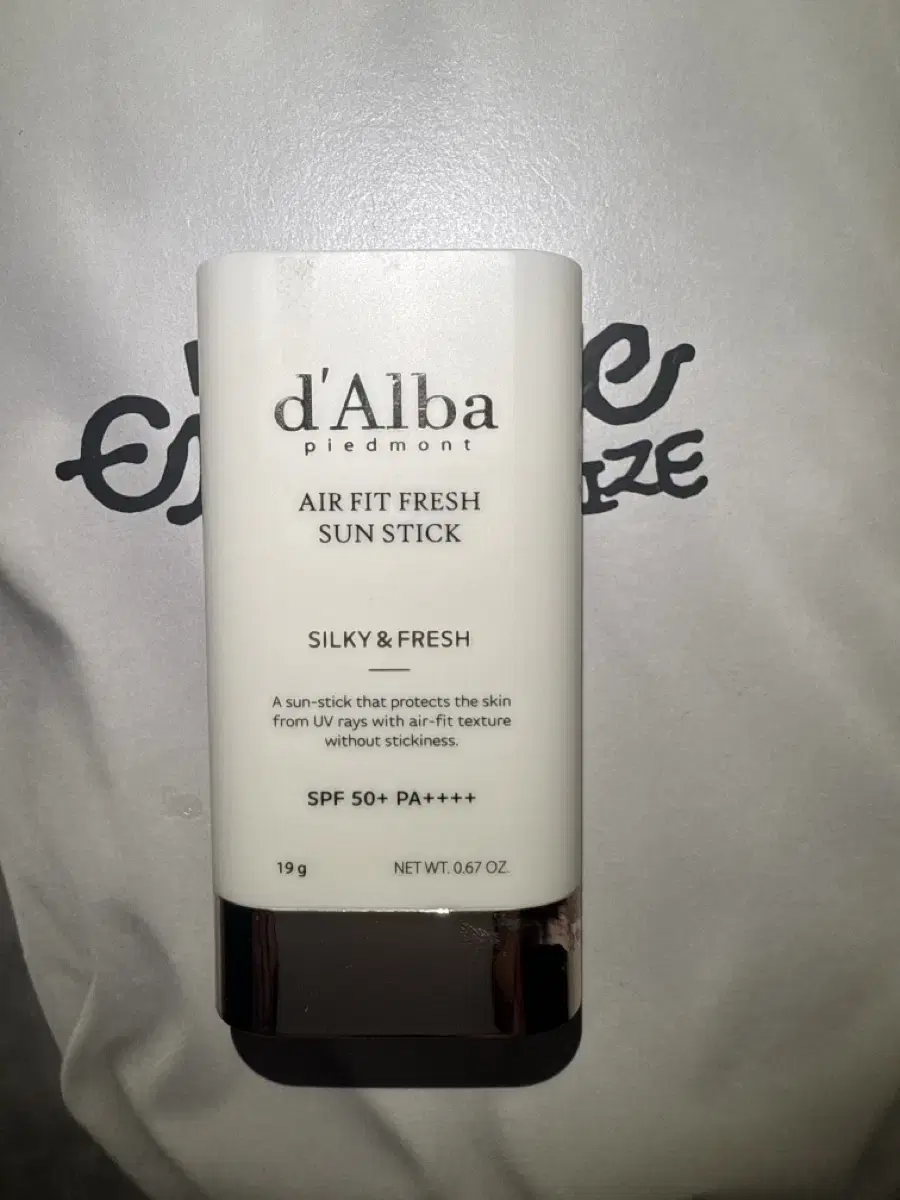 d'Alba
piedmont
AIR FIT FRESH
SUN STICK
SILKY & FRESH
A sun-stick that protects the skin
from UV rays with air-fit texture
without stickiness.
SPF 50+ PA++++
19 g NET WT. 0.67 OZ.